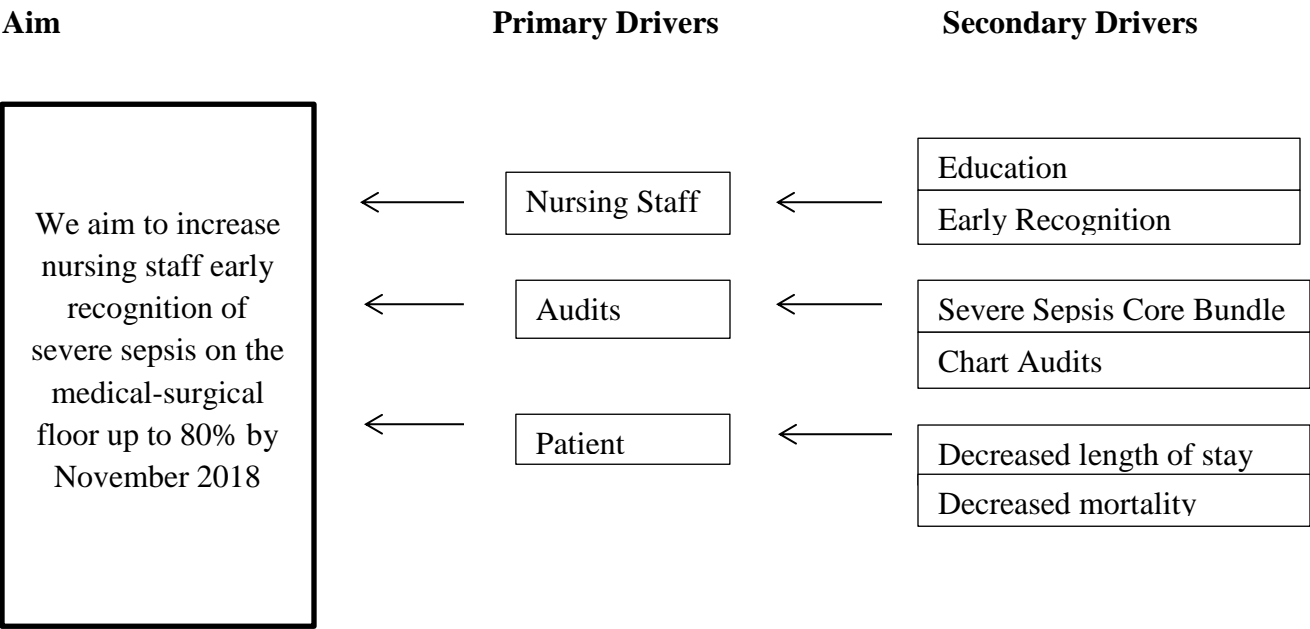 Aim Primary Drivers Secondary Drivers
We aim to increase
nursing staff early
recognition of
severe sepsis on the
medical-surgical
floor up to 80% by
November 2018
Nursing Staff
Audits
Patient
Education
Early Recognition
Severe Sepsis Core Bundle
Chart Audits
Decreased length of stay
Decreased mortality